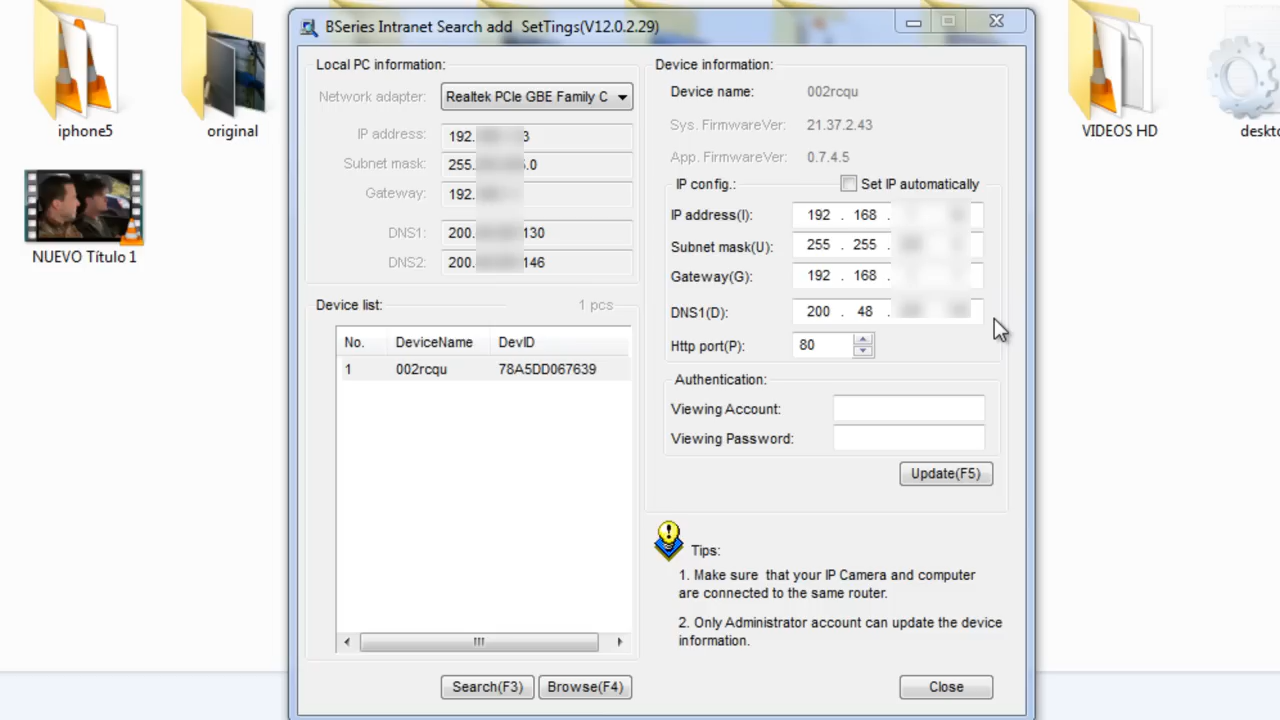 BSeries Intranet Search add SetTings(V12.0.2.29)
Local PC information:
Network adapter: Realtek PCIe GBE Family C
IP address: 192. 3
Subnet mask: 255. .0
Gateway: 192.
DNS1: 200. 130
DNS2: 200. 146
Device list: 1 pcs
No. DeviceName DevID
1 002rcqu 78A5DD067639
Search(F3) Browse(F4)
Device information:
Device name: 002rcqu
Sys. FirmwareVer: 21.37.2.43
App. FirmwareVer: 0.7.4.5
IP config.: Set IP automatically
IP address(I): 192 . 168 .
Subnet mask(U): 255 . 255 .
Gateway(G): 192 . 168 .
DNS1(D): 200 . 48 .
Http port(P): 80
Authentication:
Viewing Account:
Viewing Password:
Update(F5)
Tips:
1. Make sure that your IP Camera and computer
are connected to the same router.
2. Only Administrator account can update the device
information.
Close
iphone5
original
VIDEOS HD
deskto
NUEVO Título 1